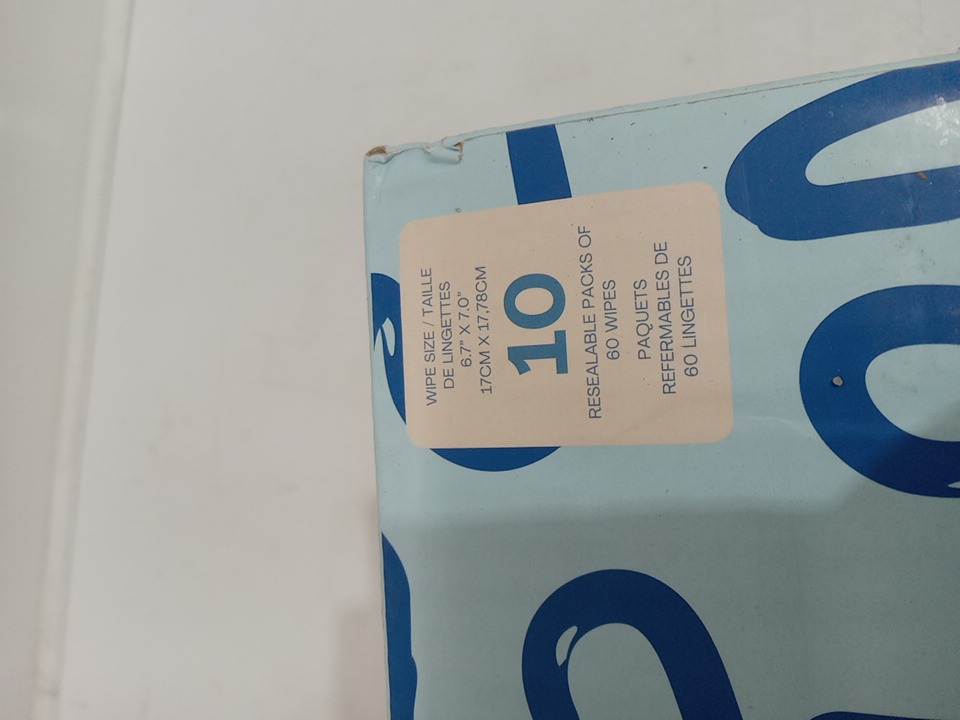 WIPE SIZE / TAILLE
DE LINGETTES
6.7" X 7.0"
17CM X 17,78CM
10
RESEALABLE PACKS OF
60 WIPES
PAQUETS
REFERMABLES DE
60 LINGETTES